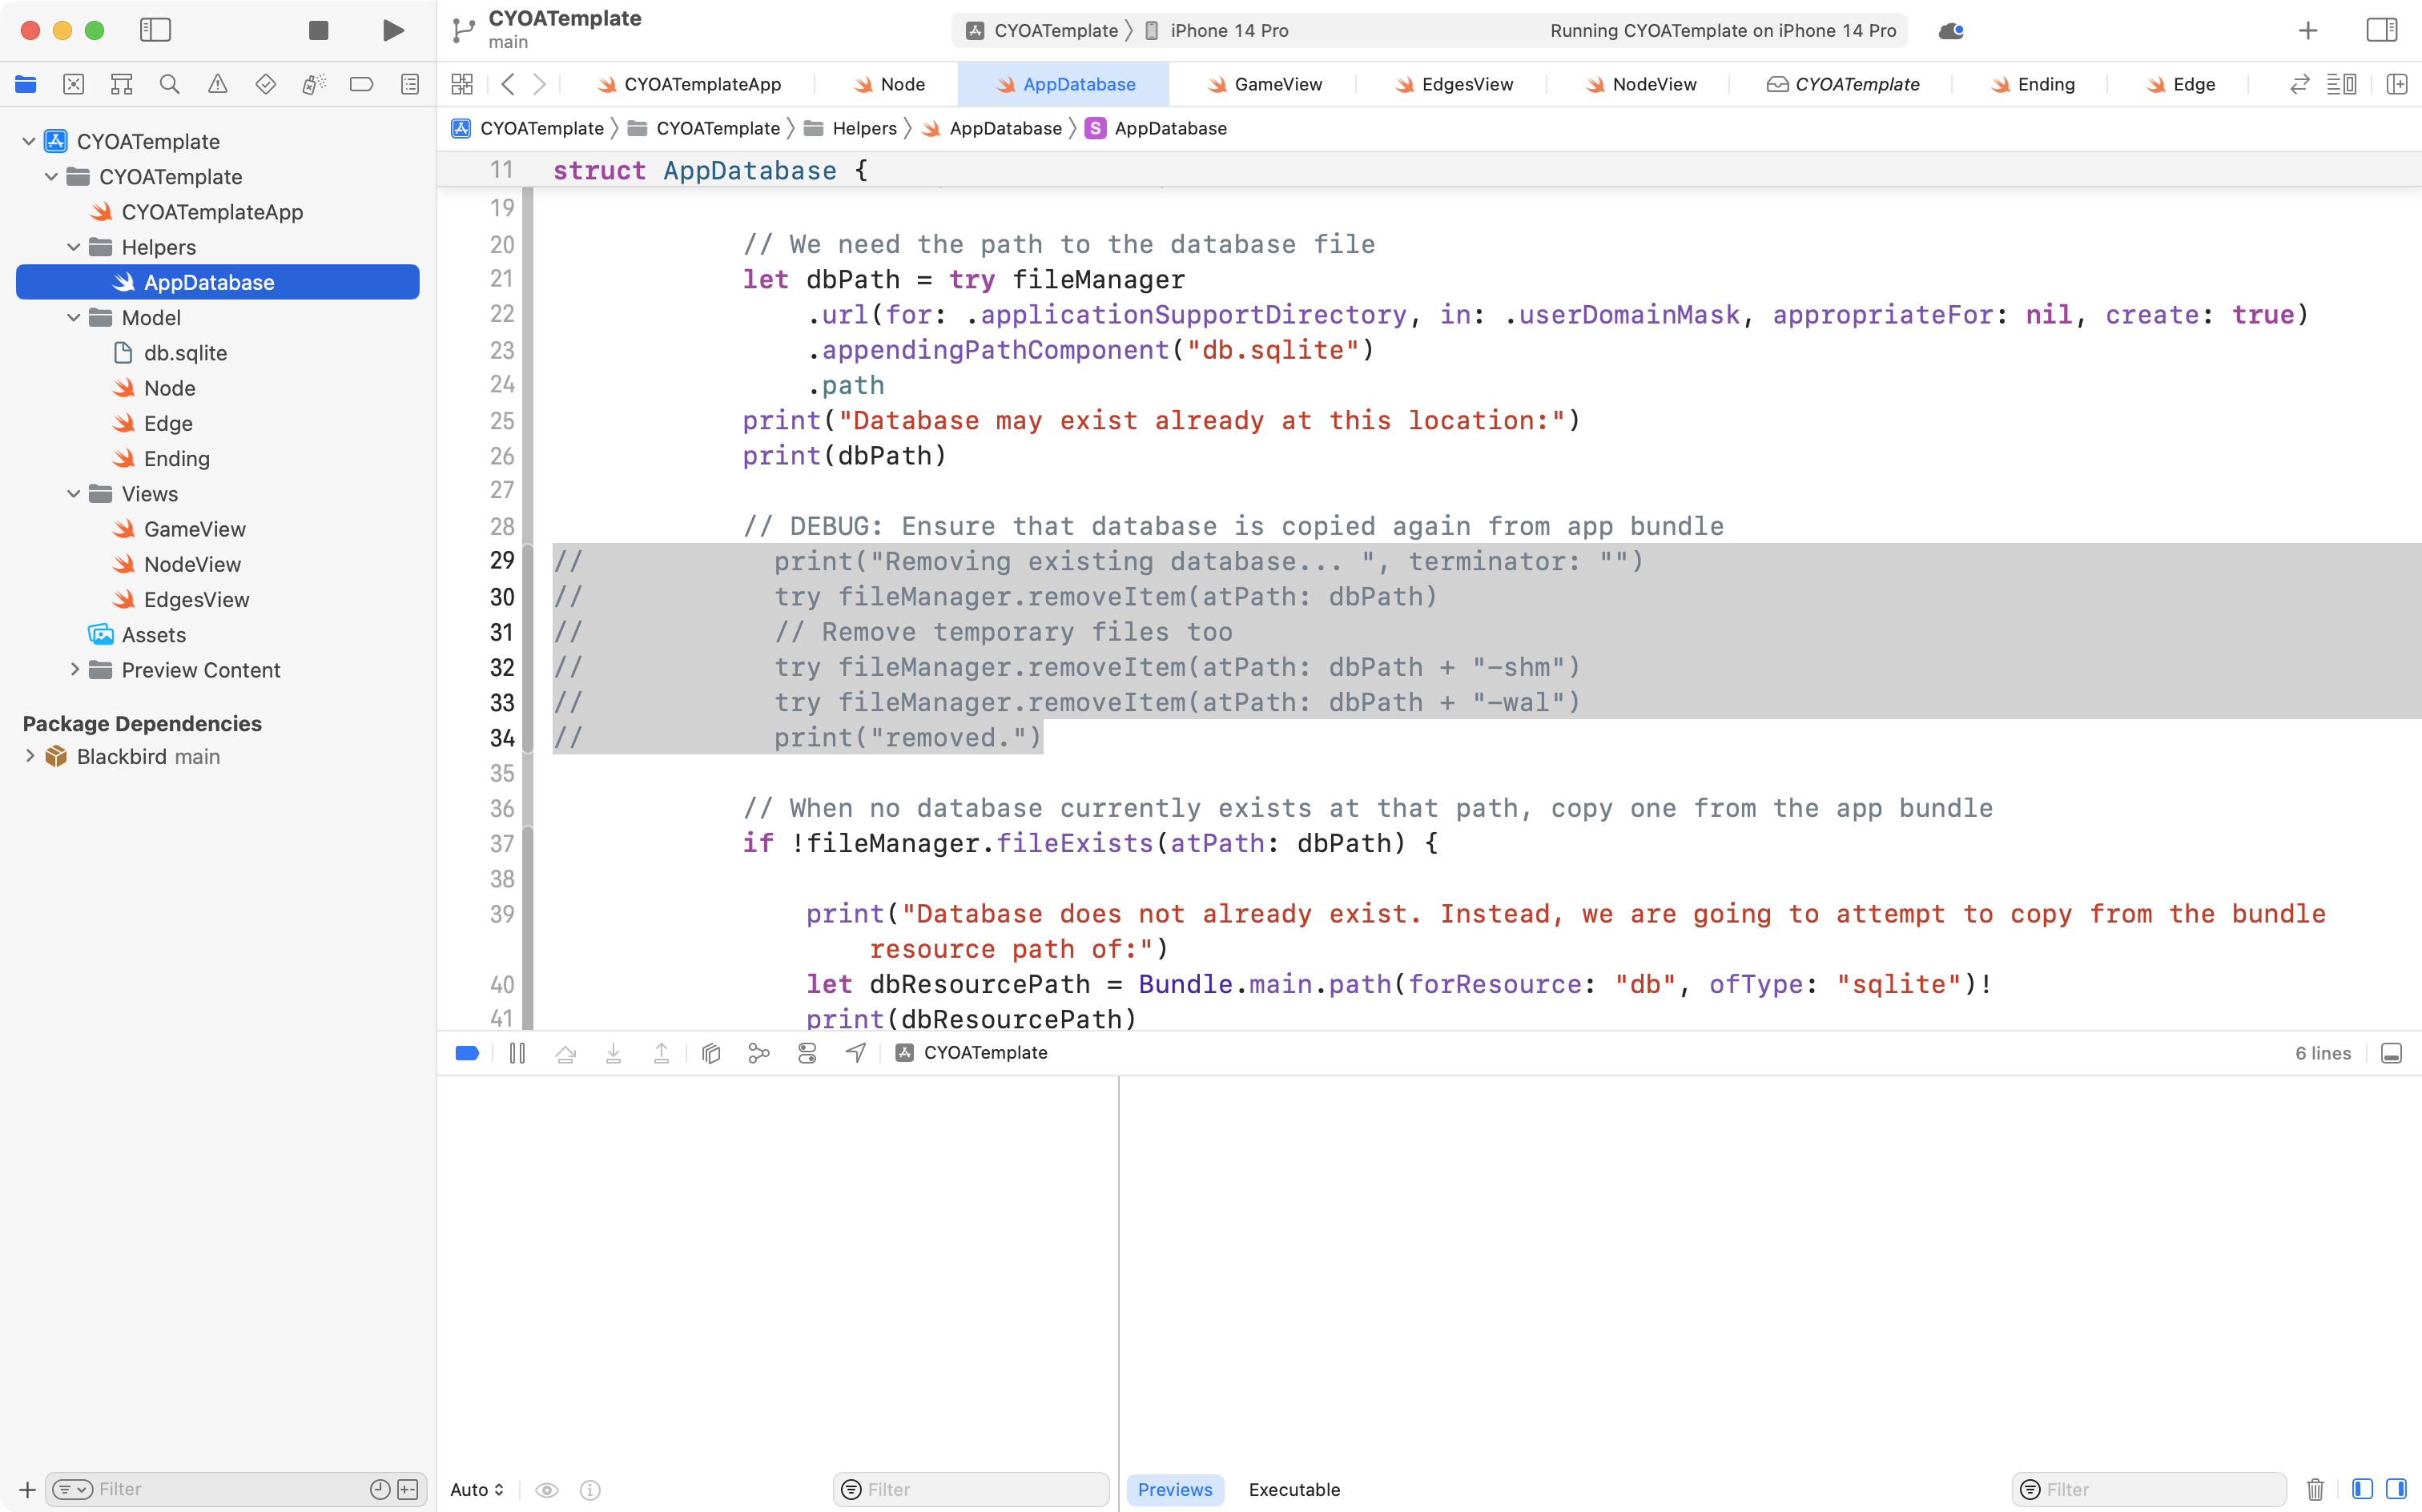 CYOATemplate
main
CYOATemplate
iPhone 14 Pro
Running CYOATemplate on iPhone 14 Pro
CYOATemplateApp
Node
AppDatabase
GameView
EdgesView
NodeView
CYOATemplate
Ending
Edge
CYOATemplate
CYOATemplate
Helpers
AppDatabase
S
AppDatabase
CYOATemplate
CYOATemplate
CYOATemplateApp
Helpers
AppDatabase
Model
db.sqlite
Node
Edge
Ending
Views
GameView
NodeView
EdgesView
Assets
Preview Content
Package Dependencies
Blackbird main
Filter
11 struct AppDatabase {
19
20 // We need the path to the database file
21 let dbPath = try fileManager
22 .url(for: .applicationSupportDirectory, in: .userDomainMask, appropriateFor: nil, create: true)
23 .appendingPathComponent("db.sqlite")
24 .path
25 print("Database may exist already at this location:")
26 print(dbPath)
27
28 // DEBUG: Ensure that database is copied again from app bundle
29 // print("Removing existing database... ", terminator: "")
30 // try fileManager.removeItem(atPath: dbPath)
31 // // Remove temporary files too
32 // try fileManager.removeItem(atPath: dbPath + "-shm")
33 // try fileManager.removeItem(atPath: dbPath + "-wal")
34 // print("removed.")
35
36 // When no database currently exists at that path, copy one from the app bundle
37 if !fileManager.fileExists(atPath: dbPath) {
38
39 print("Database does not already exist. Instead, we are going to attempt to copy from the bundle
resource path of:")
40 let dbResourcePath = Bundle.main.path(forResource: "db", ofType: "sqlite")!
41 print(dbResourcePath)
CYOATemplate
6 lines
Auto
Filter
Previews
Executable
Filter